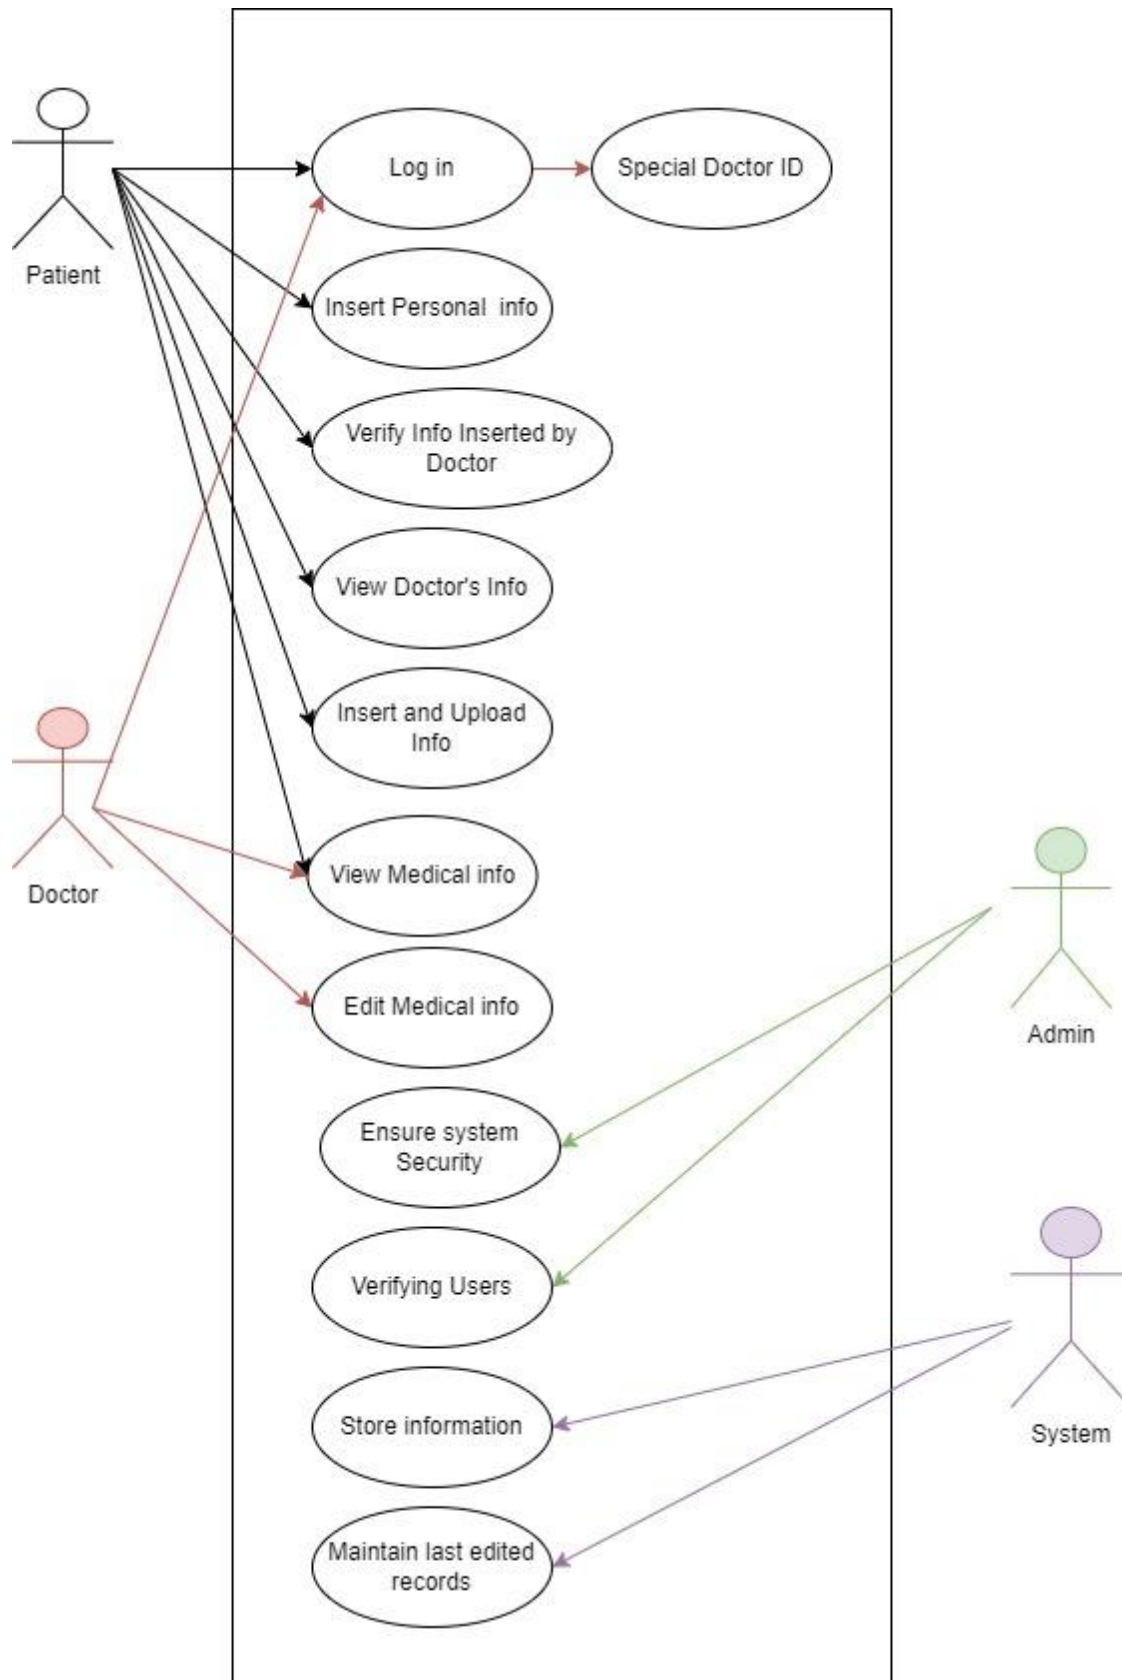 Log in
Special Doctor ID
Patient
Insert Personal  info
Verify Info Inserted by
Doctor
View Doctor's Info
Insert and Upload
Info
Doctor
View Medical info
Edit Medical info
Admin
Ensure system
Security
Verifying Users
Store information
System
Maintain last edited
records